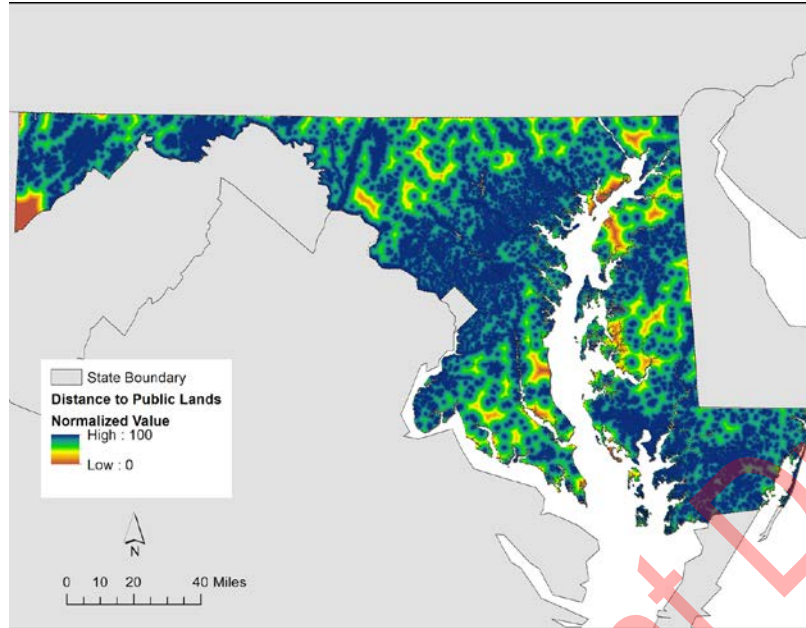 State Boundary
Distance to Public Lands
Normalized Value
High : 100
Low : 0
N
0 10 20 40 Miles